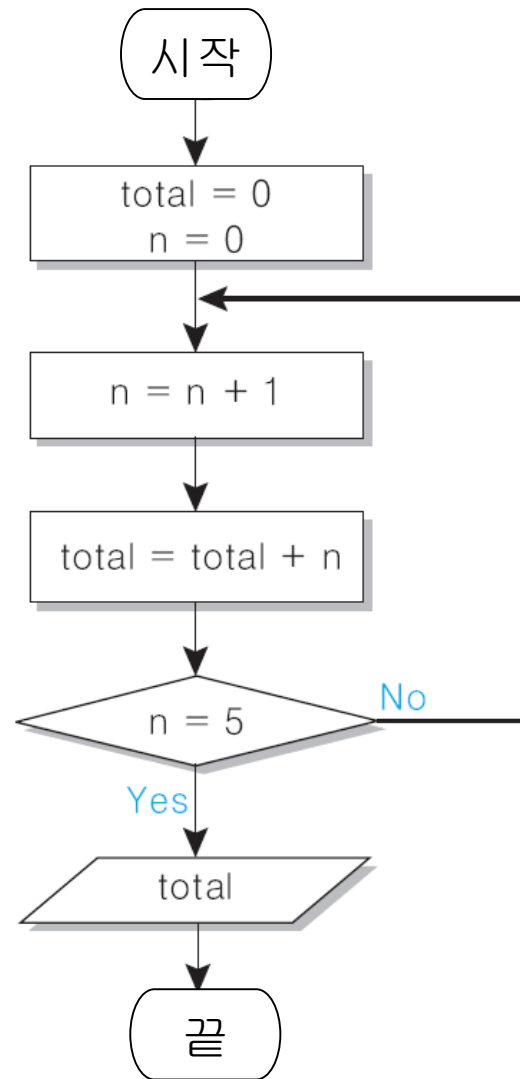 시작
total = 0
n = 0
n = n + 1
total = total + n
n = 5
No
Yes
total
끝